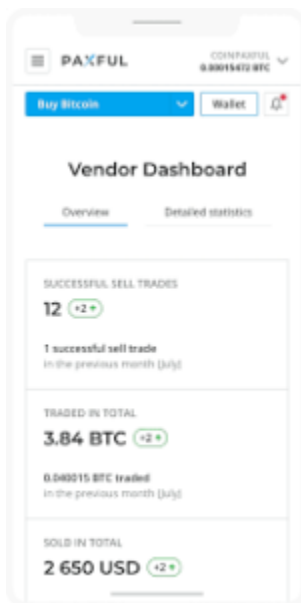 PAXFUL
COINPAXFUL
0.00015472 BTC
Buy Bitcoin
Wallet
Vendor Dashboard
Overview
Detailed statistics
SUCCESSFUL SELL TRADES
12 +2
1 successful sell trade
in the previous month (July)
TRADED IN TOTAL
3.84 BTC +2
0.040015 BTC traded
in the previous month (July)
SOLD IN TOTAL
2 650 USD +2